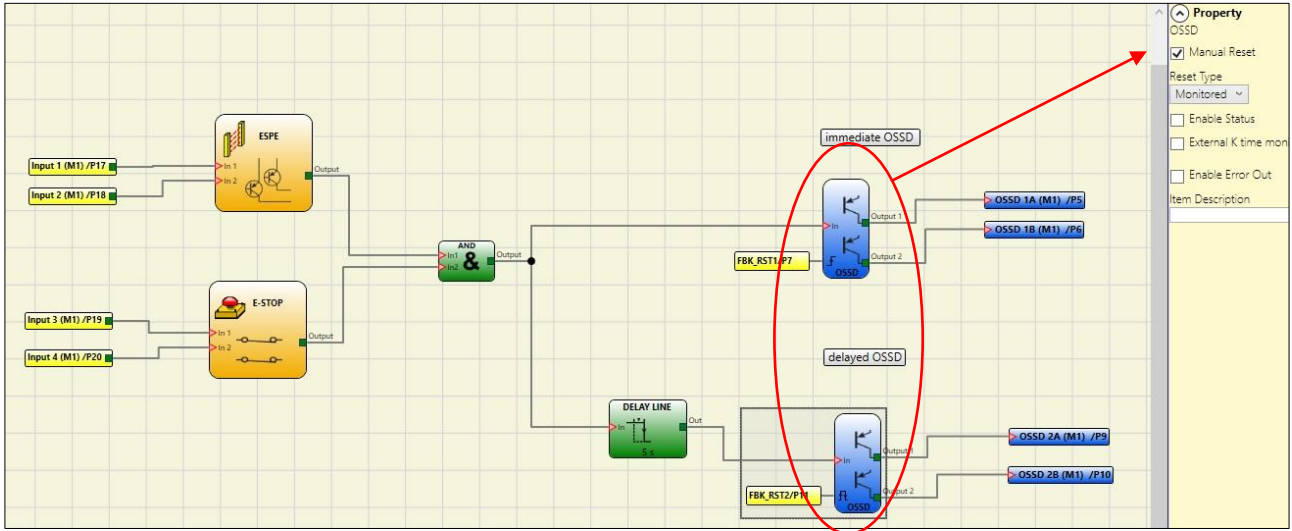 Property
OSSD
Manual Reset
Reset Type
Monitored
Enable Status
External K time moni
Enable Error Out
Item Description
ESPE
Input 1 (M1) /P17
Input 2 (M1) /P18
In 1
In 2
Output
E-STOP
Input 3 (M1) /P19
Input 4 (M1) /P20
In 1
In 2
Output
AND
&
In1
In2
Output
immediate OSSD
In
FBK_RST1/P7
OSSD
Output 1
Output 2
OSSD 1A (M1) /P5
OSSD 1B (M1) /P6
delayed OSSD
DELAY LINE
In
Out
5 s
In
FBK_RST2/P11
OSSD
Output 1
Output 2
OSSD 2A (M1) /P9
OSSD 2B (M1) /P10